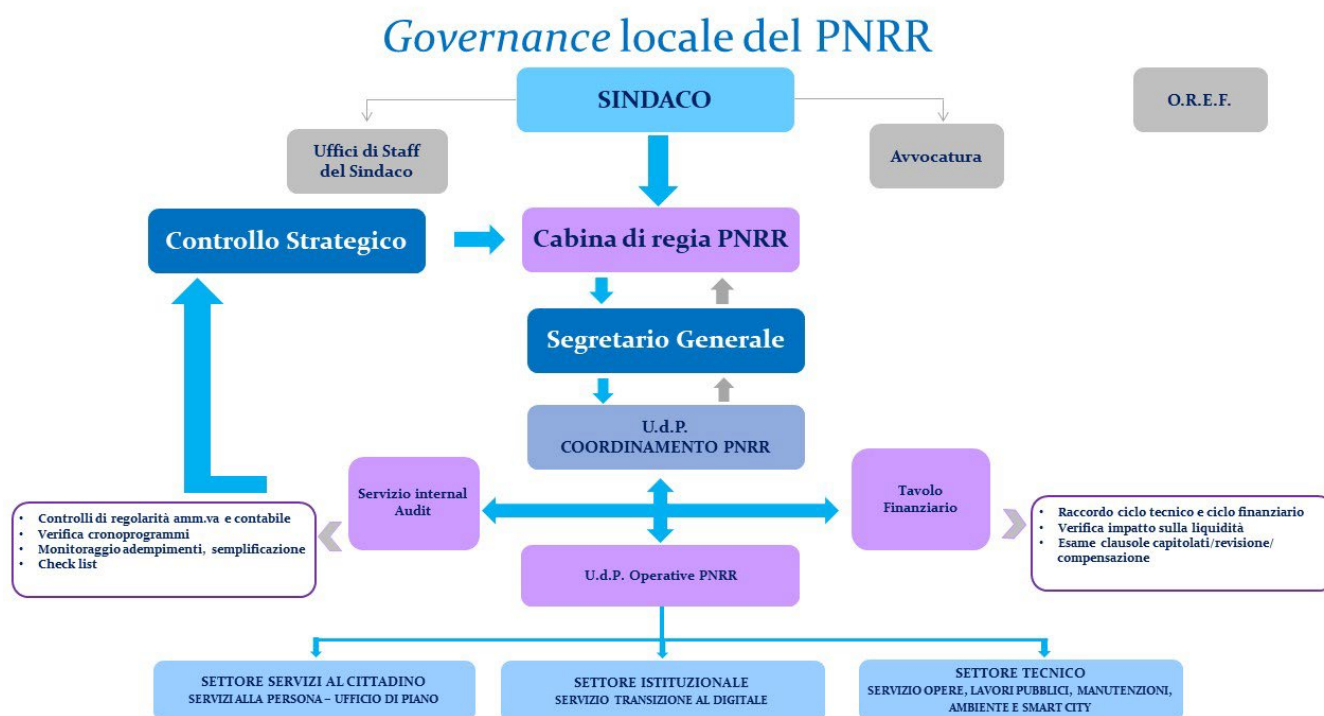 Governance locale del PNRR
SINDACO
O.R.E.F.
Uffici di Staff
del Sindaco
Avvocatura
Controllo Strategico
Cabina di regia PNRR
Segretario Generale
U.d.P.
COORDINAMENTO PNRR
Servizio internal
Audit
Tavolo
Finanziario
• Controlli di regolarità amm.va e contabile
• Verifica cronoprogrammi
• Monitoraggio adempimenti, semplificazione
• Check list
• Raccordo ciclo tecnico e ciclo finanziario
• Verifica impatto sulla liquidità
• Esame clausole capitolati/revisione/
compensazione
U.d.P. Operative PNRR
SETTORE SERVIZI AL CITTADINO
SERVIZI ALLA PERSONA – UFFICIO DI PIANO
SETTORE ISTITUZIONALE
SERVIZIO TRANSIZIONE AL DIGITALE
SETTORE TECNICO
SERVIZIO OPERE, LAVORI PUBBLICI, MANUTENZIONI,
AMBIENTE E SMART CITY